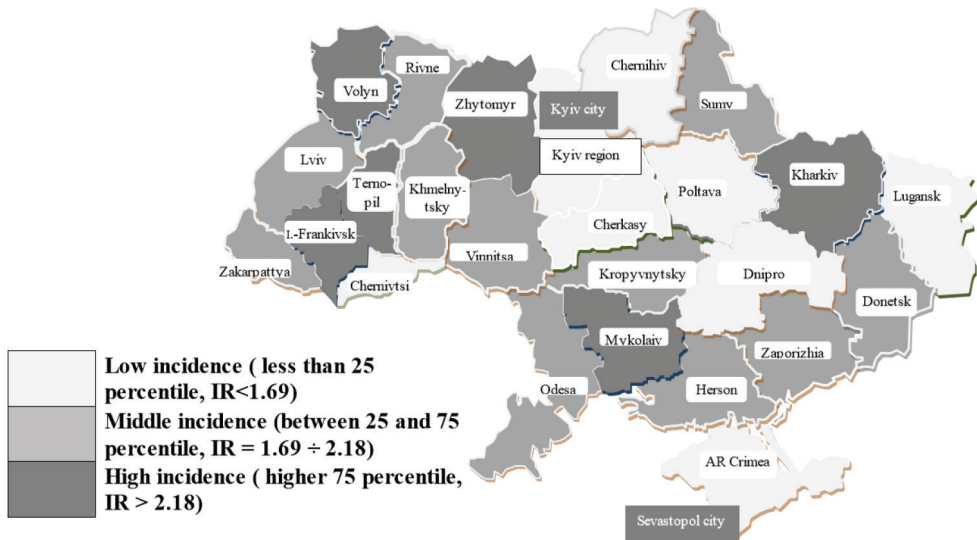 Chernihiv
Rivne
Volyn
Zhytomyr
Kyiv city
Sumy
Kyiv region
Lviv
Terno-
pil
Khmelny-
tsky
Poltava
Kharkiv
Lugansk
Cherkasy
I.-Frankivsk
Vinnitsa
Zakarpattya
Chernivtsi
Kropyvnytsky
Dnipro
Donetsk
Mykolaiv
Zaporizhia
Odesa
Herson
AR Crimea
Sevastopol city
Low incidence ( less than 25
percentile, IR<1.69)
Middle incidence (between 25 and 75
percentile, IR = 1.69 ÷ 2.18)
High incidence ( higher 75 percentile,
IR > 2.18)